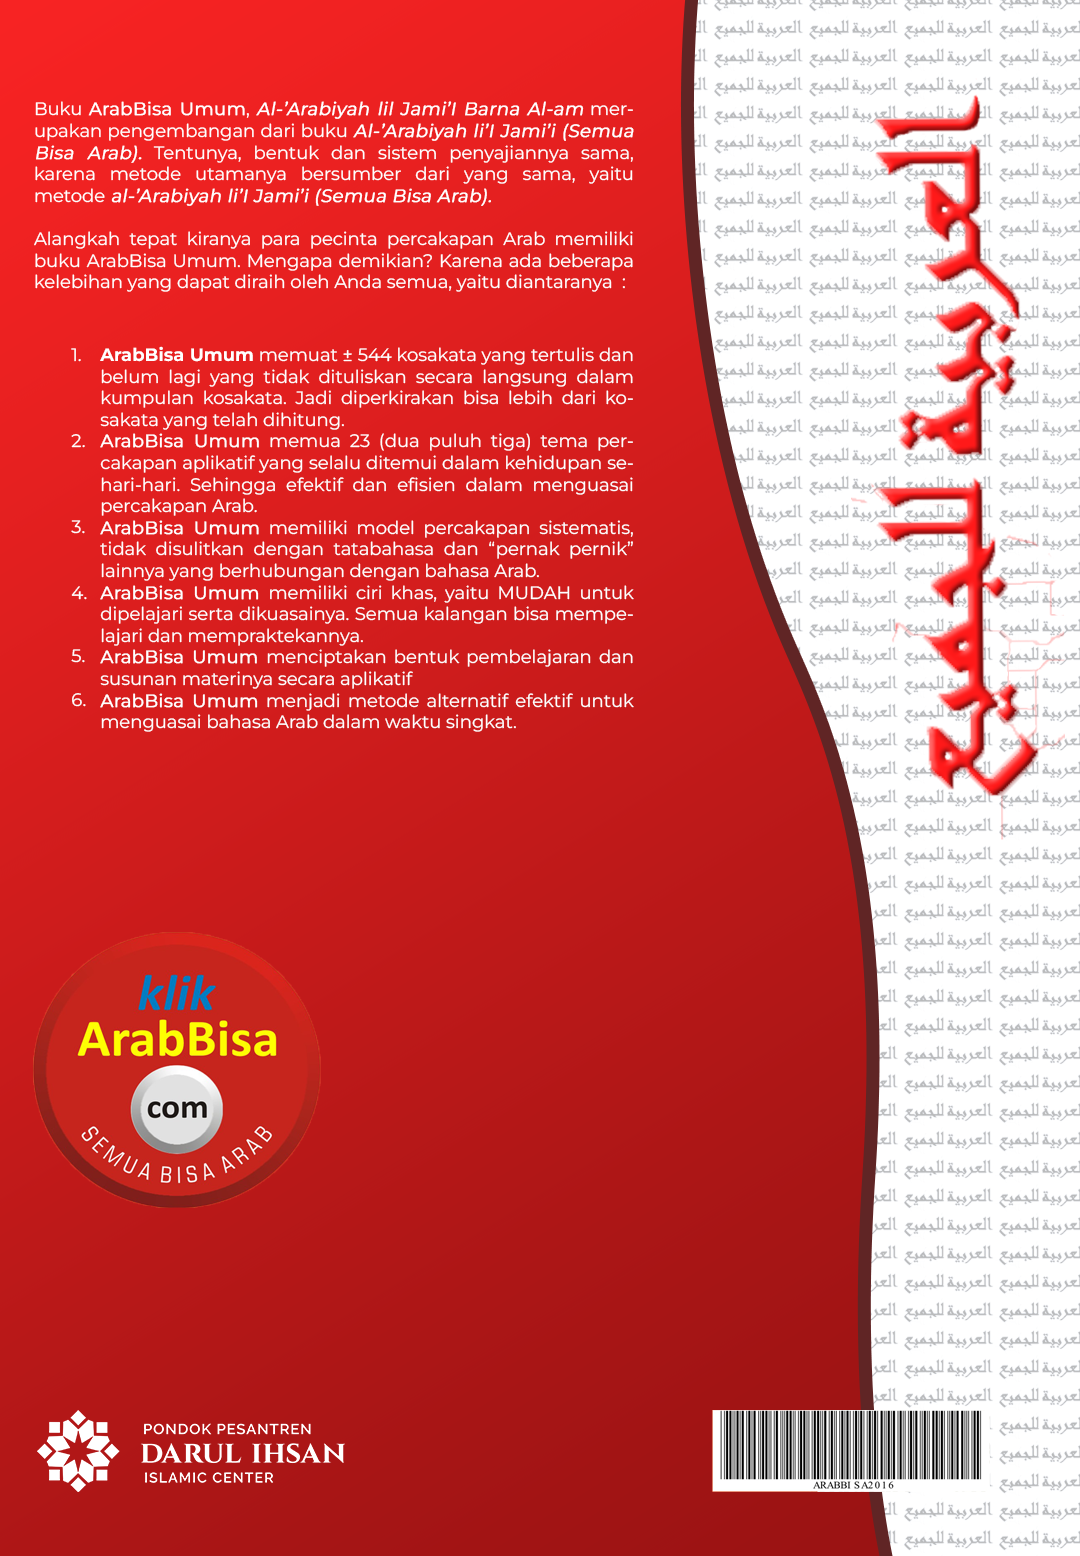 Buku ArabBisa Umum, Al-’Arabiyah lil Jami’I Barna Al-am mer-
upakan pengembangan dari buku Al-’Arabiyah li’l Jami’i (Semua
Bisa Arab). Tentunya, bentuk dan sistem penyajiannya sama,
karena metode utamanya bersumber dari yang sama, yaitu
metode al-’Arabiyah li’l Jami’i (Semua Bisa Arab).
Alangkah tepat kiranya para pecinta percakapan Arab memiliki
buku ArabBisa Umum. Mengapa demikian? Karena ada beberapa
kelebihan yang dapat diraih oleh Anda semua, yaitu diantaranya :
1. ArabBisa Umum memuat ± 544 kosakata yang tertulis dan
belum lagi yang tidak dituliskan secara langsung dalam
kumpulan kosakata. Jadi diperkirakan bisa lebih dari ko-
sakata yang telah dihitung.
2. ArabBisa Umum memua 23 (dua puluh tiga) tema per-
cakapan aplikatif yang selalu ditemui dalam kehidupan se-
hari-hari. Sehingga efektif dan efisien dalam menguasai
percakapan Arab.
3. ArabBisa Umum memiliki model percakapan sistematis,
tidak disulitkan dengan tatabahasa dan “pernak pernik”
lainnya yang berhubungan dengan bahasa Arab.
4. ArabBisa Umum memiliki ciri khas, yaitu MUDAH untuk
dipelajari serta dikuasainya. Semua kalangan bisa mempe-
lajari dan mempraktekannya.
5. ArabBisa Umum menciptakan bentuk pembelajaran dan
susunan materinya secara aplikatif
6. ArabBisa Umum menjadi metode alternatif efektif untuk
menguasai bahasa Arab dalam waktu singkat.
العربية للجميع
klik
ArabBisa
com
SEMUA BISA ARAB
PONDOK PESANTREN
DARUL IHSAN
ISLAMIC CENTER
ARABBISA2016